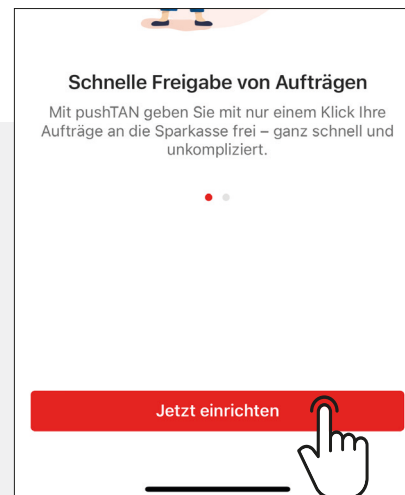 Schnelle Freigabe von Aufträgen
Mit pushTAN geben Sie mit nur einem Klick Ihre
Aufträge an die Sparkasse frei – ganz schnell und
unkompliziert.
Jetzt einrichten